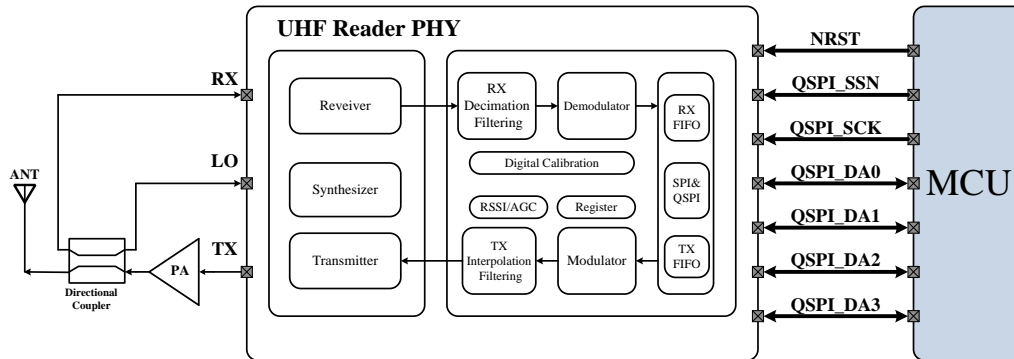 UHF Reader PHY
RX
LO
TX
ANT
PA
Directional
Coupler
Reveiver
Synthesizer
Transmitter
RX
Decimation
Filtering
Demodulator
RX
FIFO
Digital Calibration
SPI&
QSPI
RSSI/AGC
Register
TX
Interpolation
Filtering
Modulator
TX
FIFO
NRST
QSPI_SSN
QSPI_SCK
QSPI_DA0
QSPI_DA1
QSPI_DA2
QSPI_DA3
MCU